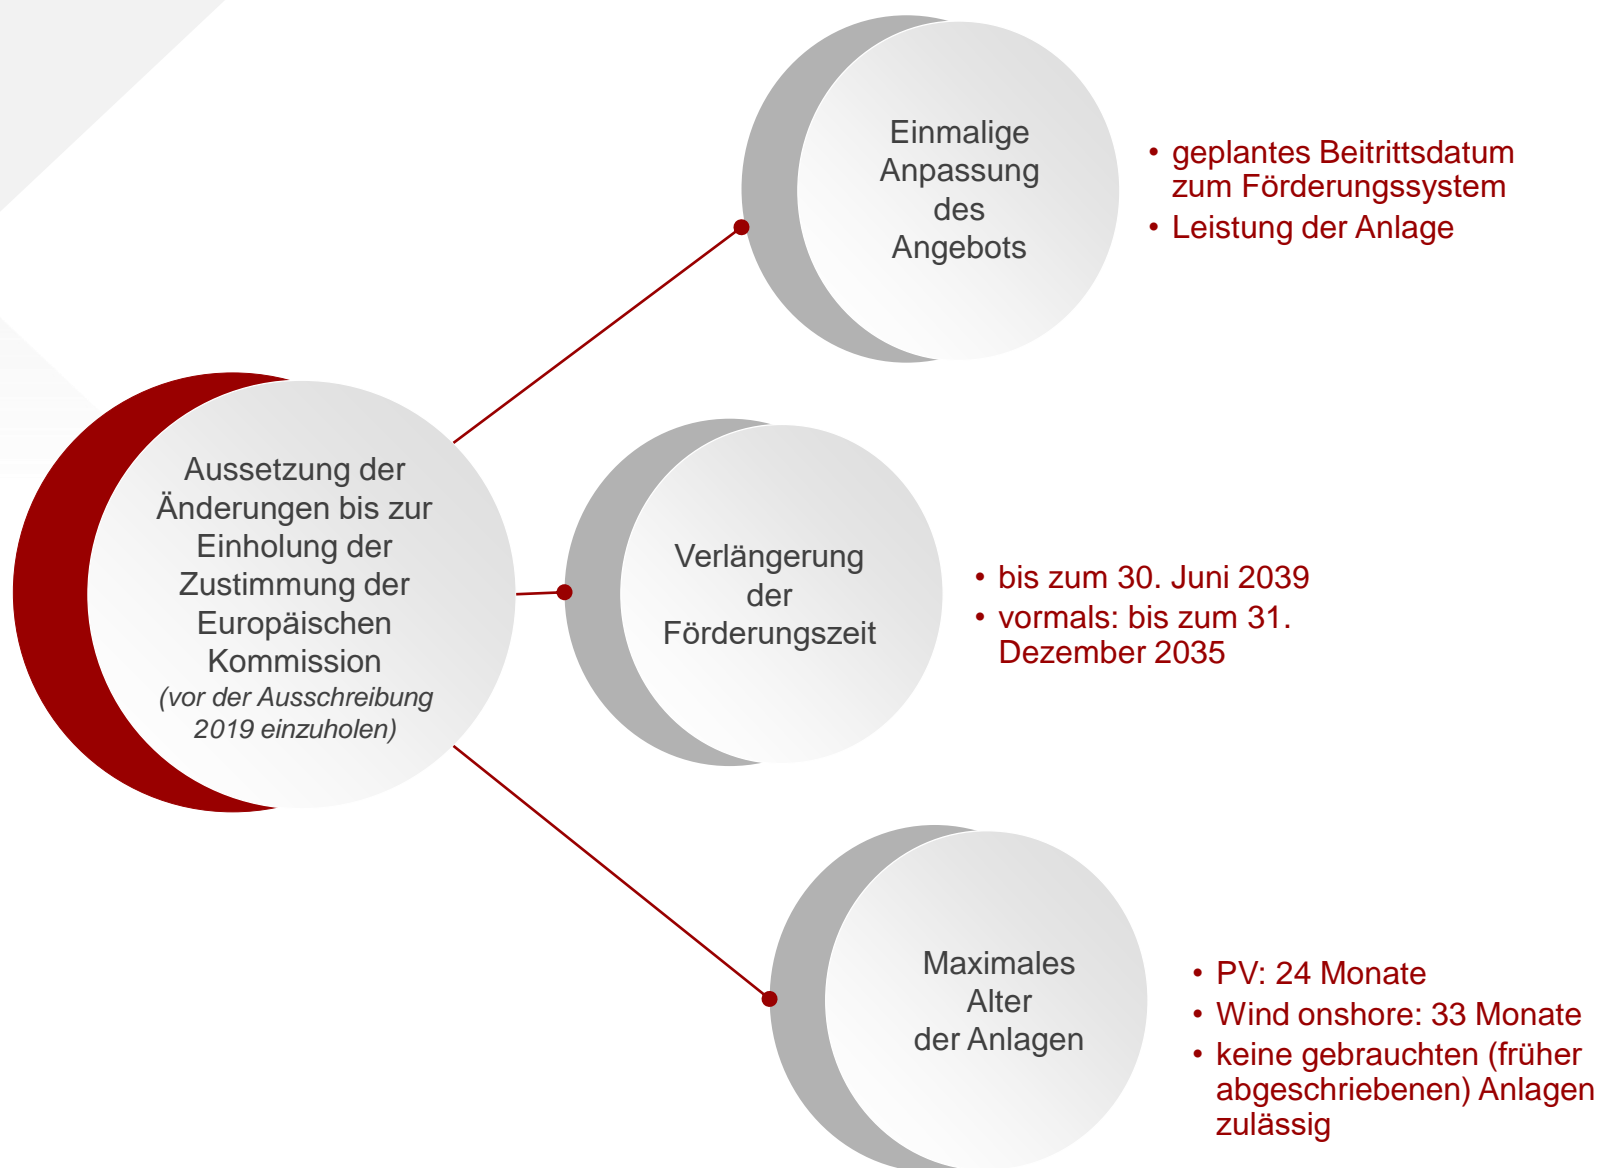 Einmalige
Anpassung
des
Angebots
• geplantes Beitrittsdatum
zum Förderungssystem
• Leistung der Anlage
Aussetzung der
Änderungen bis zur
Einholung der
Zustimmung der
Europäischen
Kommission
(vor der Ausschreibung
2019 einzuholen)
Verlängerung
der
Förderungszeit
• bis zum 30. Juni 2039
• vormals: bis zum 31.
Dezember 2035
Maximales
Alter
der Anlagen
• PV: 24 Monate
• Wind onshore: 33 Monate
• keine gebrauchten (früher
abgeschriebenen) Anlagen
zulässig